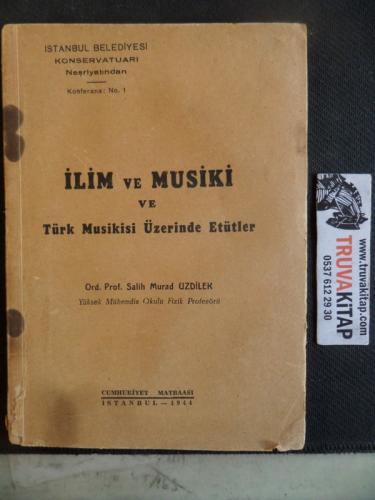 İSTANBUL BELEDİYESİ
KONSERVATUARI
Neşriyatından
Konferans: No. 1
İLİM VE MUSİKİ
VE
Türk Musikisi Üzerinde Etütler
Ord. Prof. Salih Murad UZDİLEK
Yüksek Mühendis Okulu Fizik Profesörü
CUMHURİYET MATBAASI
İSTANBUL — 1944
www.truvakitap.com
TRUVAKİTAP
0537 612 29 30